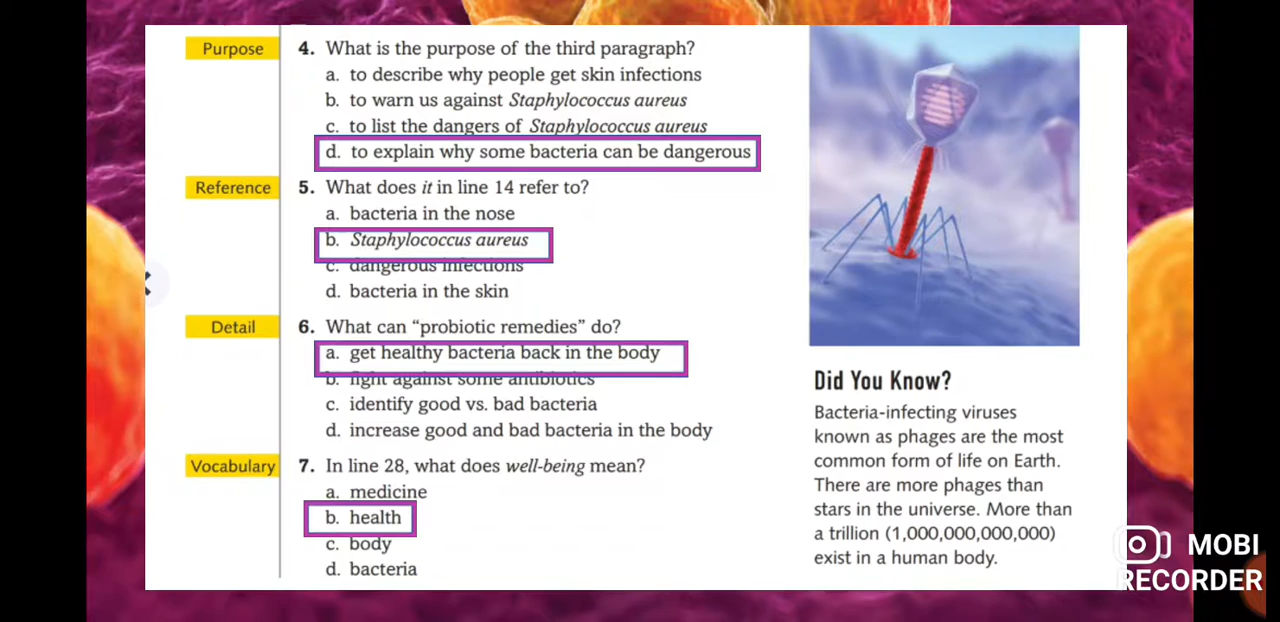 Purpose
4. What is the purpose of the third paragraph?
a. to describe why people get skin infections
b. to warn us against Staphylococcus aureus
c. to list the dangers of Staphylococcus aureus
d. to explain why some bacteria can be dangerous
Reference
5. What does it in line 14 refer to?
a. bacteria in the nose
b. Staphylococcus aureus
c. dangerous infections
d. bacteria in the skin
Detail
6. What can “probiotic remedies” do?
a. get healthy bacteria back in the body
b. fight against some antibiotics
c. identify good vs. bad bacteria
d. increase good and bad bacteria in the body
Vocabulary
7. In line 28, what does well-being mean?
a. medicine
b. health
c. body
d. bacteria
Did You Know?
Bacteria-infecting viruses
known as phages are the most
common form of life on Earth.
There are more phages than
stars in the universe. More than
a trillion (1,000,000,000,000)
exist in a human body.
MOBI
RECORDER